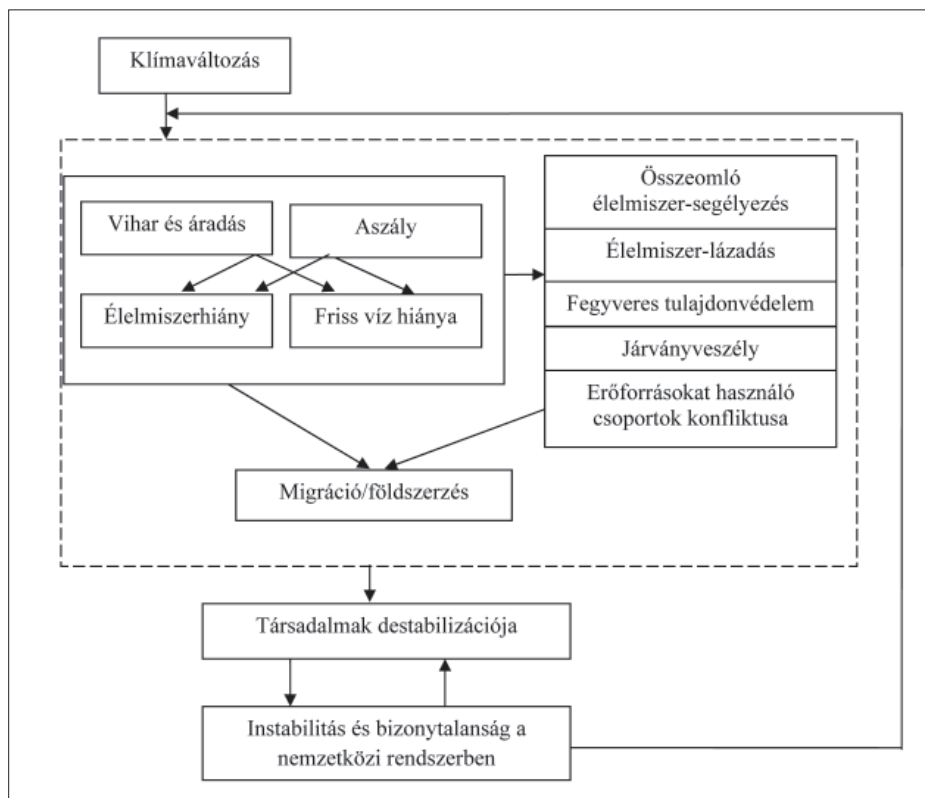 Klímaváltozás
Vihar és áradás
Aszály
Élelmiszerhiány
Friss víz hiánya
Összeomló
élelmiszer-segélyezés
Élelmiszer-lázadás
Fegyveres tulajdonvédelem
Járványveszély
Erőforrásokat használó
csoportok konfliktusa
Migráció/földszerzés
Társadalmak destabilizációja
Instabilitás és bizonytalanság a
nemzetközi rendszerben